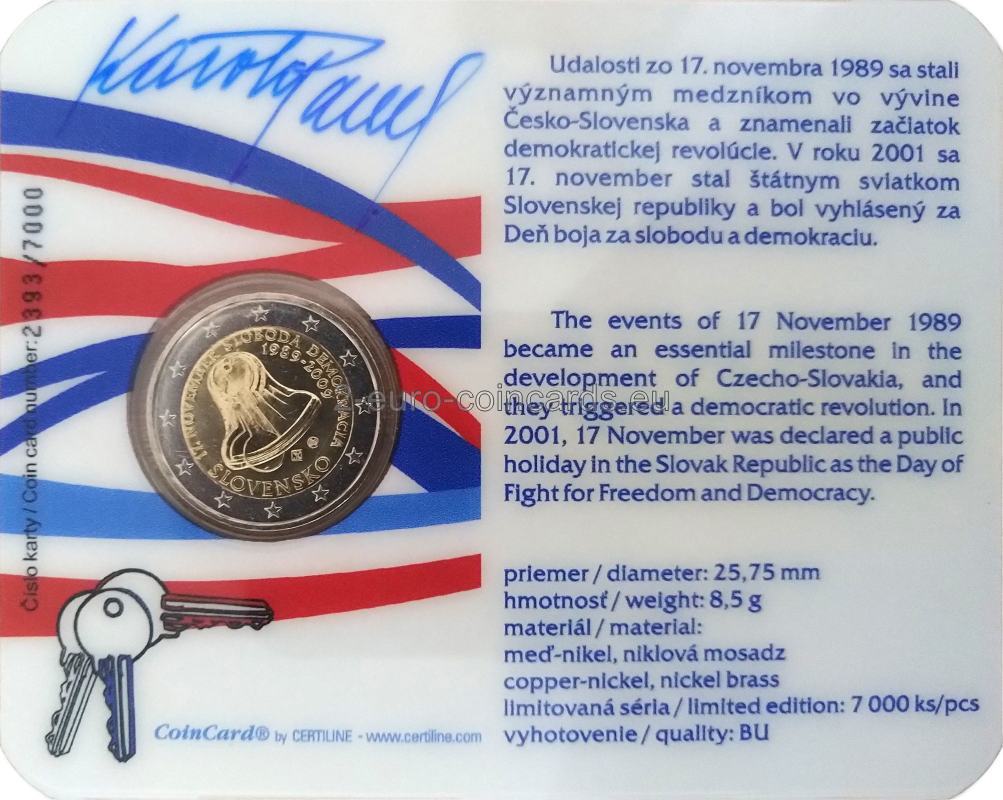 Karol Pavel
Udalosti zo 17. novembra 1989 sa stali
významným medzníkom vo vývine
Česko-Slovenska a znamenali začiatok
demokratickej revolúcie. V roku 2001 sa
17. november stal štátnym sviatkom
Slovenskej republiky a bol vyhlásený za
Deň boja za slobodu a demokraciu.
The events of 17 November 1989
became an essential milestone in the
development of Czecho-Slovakia, and
they triggered a democratic revolution. In
2001, 17 November was declared a public
holiday in the Slovak Republic as the Day of
Fight for Freedom and Democracy.
priemer / diameter: 25,75 mm
hmotnosť / weight: 8,5 g
materiál / material:
meď-nikel, niklová mosadz
copper-nickel, nickel brass
limitovaná séria / limited edition: 7 000 ks/pcs
vyhotovenie / quality: BU
Číslo karty / Coin card number: 2393 /7000
17. NOVEMBER SLOBODA DEMOKRACIA
1989-2009
SLOVENSKO
euro-coincards.eu
CoinCard® by CERTILINE - www.certiline.com